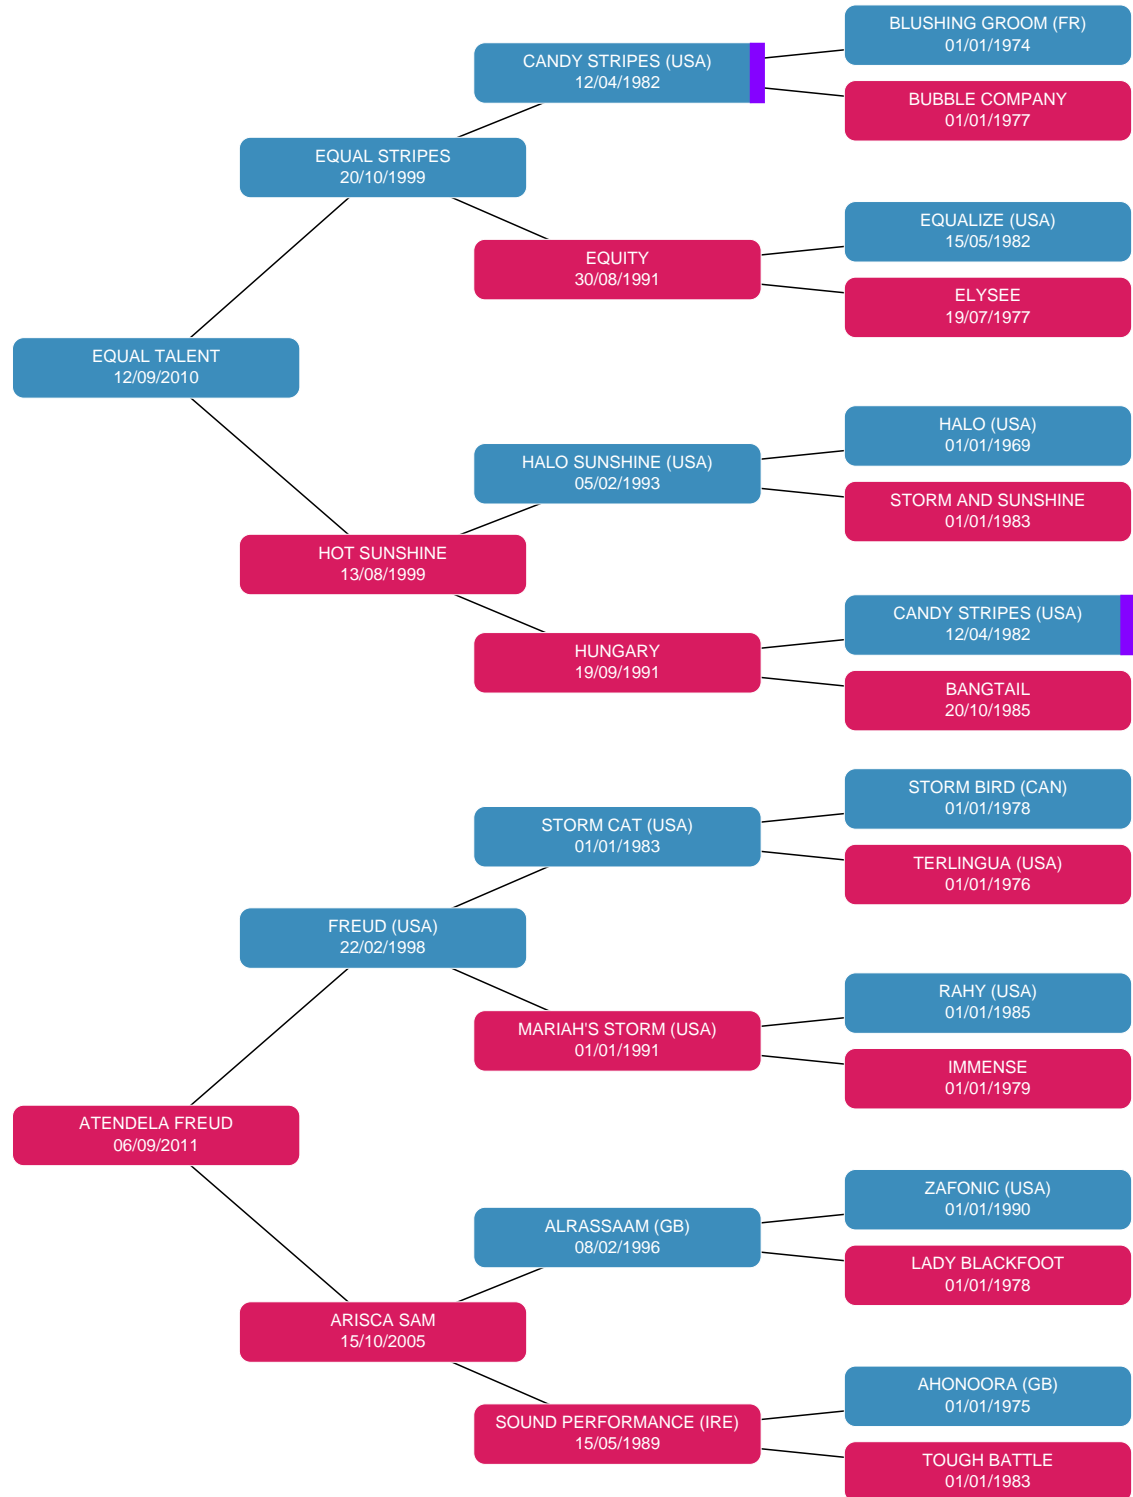 BLUSHING GROOM (FR)
01/01/1974
CANDY STRIPES (USA)
12/04/1982
BUBBLE COMPANY
01/01/1977
EQUAL STRIPES
20/10/1999
EQUALIZE (USA)
15/05/1982
EQUITY
30/08/1991
ELYSEE
19/07/1977
EQUAL TALENT
12/09/2010
HALO (USA)
01/01/1969
HALO SUNSHINE (USA)
05/02/1993
STORM AND SUNSHINE
01/01/1983
HOT SUNSHINE
13/08/1999
CANDY STRIPES (USA)
12/04/1982
HUNGARY
19/09/1991
BANGTAIL
20/10/1985
STORM BIRD (CAN)
01/01/1978
STORM CAT (USA)
01/01/1983
TERLINGUA (USA)
01/01/1976
FREUD (USA)
22/02/1998
RAHY (USA)
01/01/1985
MARIAH'S STORM (USA)
01/01/1991
IMMENSE
01/01/1979
ATENDELA FREUD
06/09/2011
ZAFONIC (USA)
01/01/1990
ALRASSAAM (GB)
08/02/1996
LADY BLACKFOOT
01/01/1978
ARISCA SAM
15/10/2005
AHONOORA (GB)
01/01/1975
SOUND PERFORMANCE (IRE)
15/05/1989
TOUGH BATTLE
01/01/1983